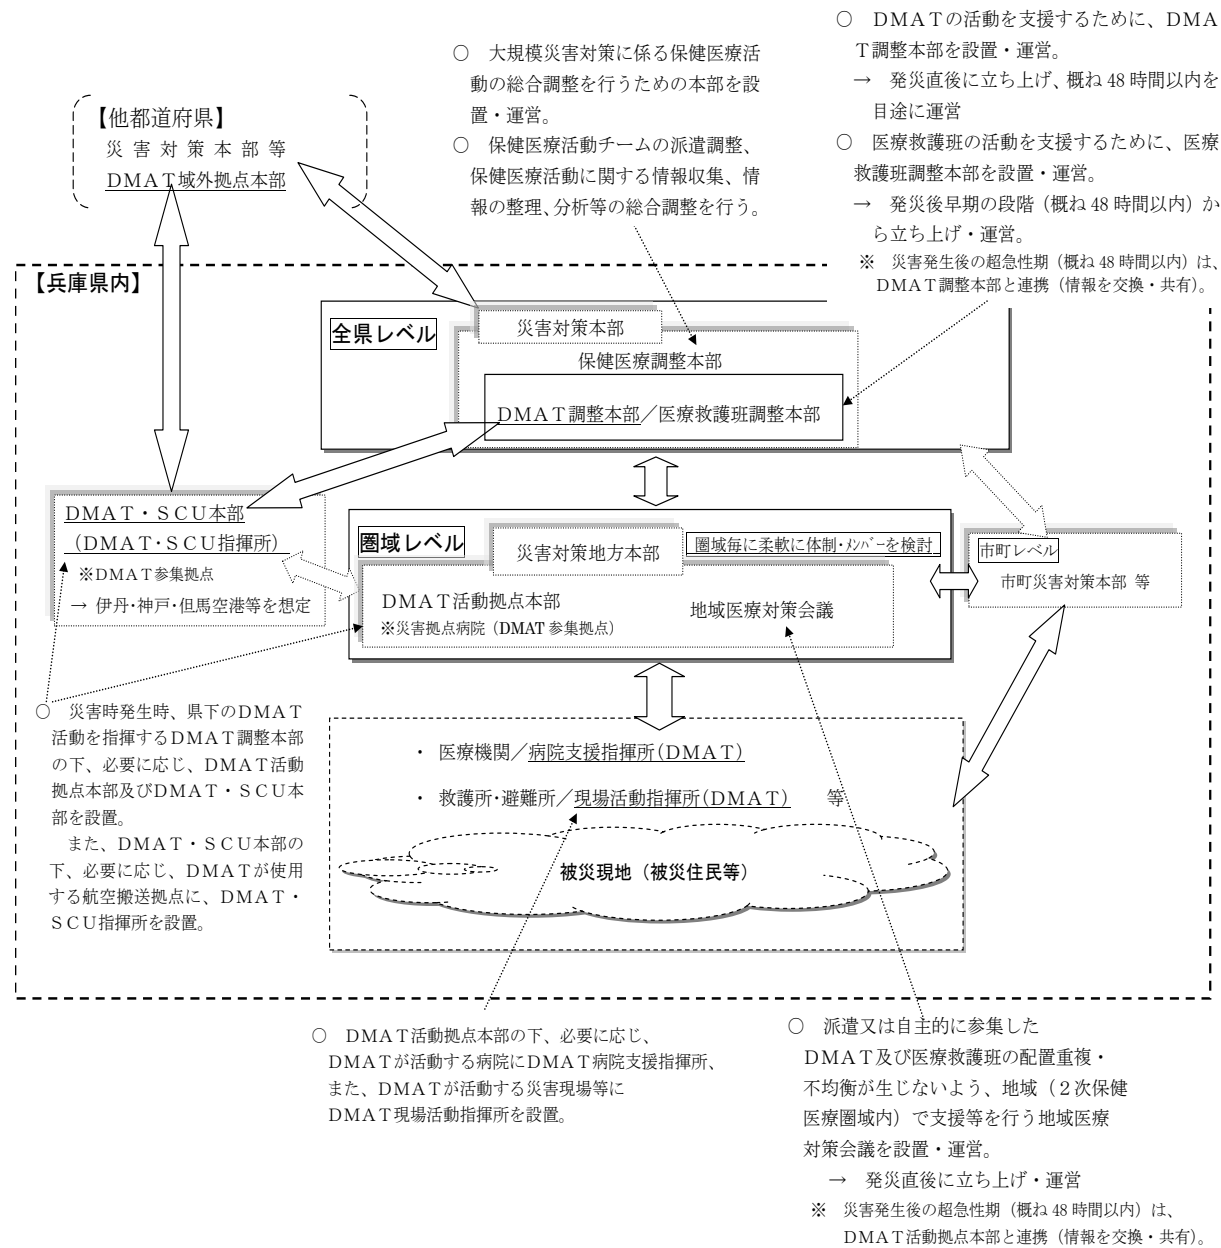 ○　大規模災害対策に係る保健医療活
動の総合調整を行うための本部を設
置・運営。
○　保健医療活動チームの派遣調整、
保健医療活動に関する情報収集、情
報の整理、分析等の総合調整を行う。
○　ＤＭＡＴの活動を支援するために、ＤＭＡ
Ｔ調整本部を設置・運営。
→　発災直後に立ち上げ、概ね 48 時間以内を
目途に運営
○　医療救護班の活動を支援するために、医療
救護班調整本部を設置・運営。
→　発災後早期の段階（概ね 48 時間以内）か
ら立ち上げ・運営。
※　災害発生後の超急性期（概ね 48 時間以内）は、
ＤＭＡＴ調整本部と連携（情報を交換・共有）。
【他都道府県】
災害対策本部等
ＤＭＡＴ域外拠点本部
【兵庫県内】
全県レベル
災害対策本部
保健医療調整本部
ＤＭＡＴ調整本部／医療救護班調整本部
ＤＭＡＴ・ＳＣＵ本部
（ＤＭＡＴ・ＳＣＵ指揮所）
※ＤＭＡＴ参集拠点
→ 伊丹・神戸・但馬空港等を想定
圏域レベル
災害対策地方本部
圏域毎に柔軟に体制・ﾒﾝﾊﾞｰを検討
ＤＭＡＴ活動拠点本部
※災害拠点病院（DMAT 参集拠点）
地域医療対策会議
市町レベル
市町災害対策本部 等
○　災害時発生時、県下のＤＭＡＴ
活動を指揮するＤＭＡＴ調整本部
の下、必要に応じ、ＤＭＡＴ活動
拠点本部及びＤＭＡＴ・ＳＣＵ本
部を設置。
また、ＤＭＡＴ・ＳＣＵ本部の
下、必要に応じ、ＤＭＡＴが使用
する航空搬送拠点に、ＤＭＡＴ・
ＳＣＵ指揮所を設置。
・ 医療機関／病院支援指揮所（ＤＭＡＴ）
・ 救護所・避難所／現場活動指揮所（ＤＭＡＴ）　等
被災現地（被災住民等）
○　ＤＭＡＴ活動拠点本部の下、必要に応じ、
ＤＭＡＴが活動する病院にＤＭＡＴ病院支援指揮所、
また、ＤＭＡＴが活動する災害現場等に
ＤＭＡＴ現場活動指揮所を設置。
○　派遣又は自主的に参集した
ＤＭＡＴ及び医療救護班の配置重複・
不均衡が生じないよう、地域（２次保健
医療圏域内）で支援等を行う地域医療
対策会議を設置・運営。
→　発災直後に立ち上げ・運営
※　災害発生後の超急性期（概ね 48 時間以内）は、
ＤＭＡＴ活動拠点本部と連携（情報を交換・共有）。